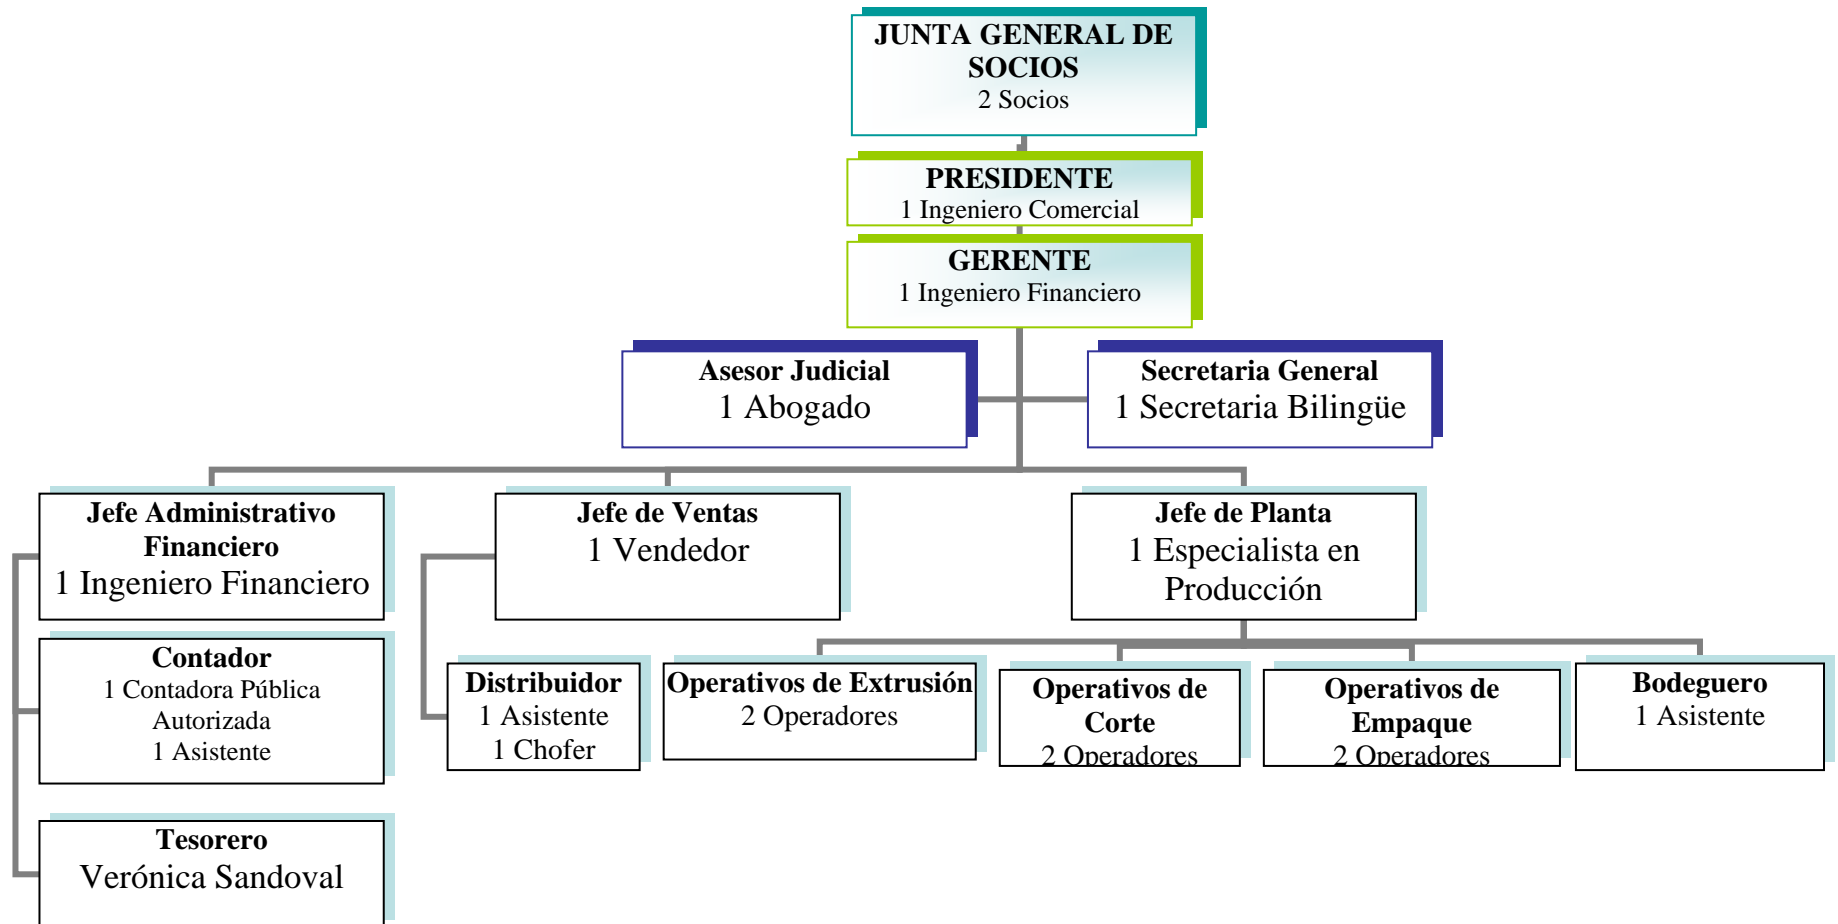 JUNTA GENERAL DE
SOCIOS
2 Socios
PRESIDENTE
1 Ingeniero Comercial
GERENTE
1 Ingeniero Financiero
Asesor Judicial
1 Abogado
Secretaria General
1 Secretaria Bilingüe
Jefe Administrativo
Financiero
1 Ingeniero Financiero
Jefe de Ventas
1 Vendedor
Jefe de Planta
1 Especialista en
Producción
Contador
1 Contadora Pública
Autorizada
1 Asistente
Tesorero
Verónica Sandoval
Distribuidor
1 Asistente
1 Chofer
Operativos de Extrusión
2 Operadores
Operativos de
Corte
2 Operadores
Operativos de
Empaque
2 Operadores
Bodeguero
1 Asistente